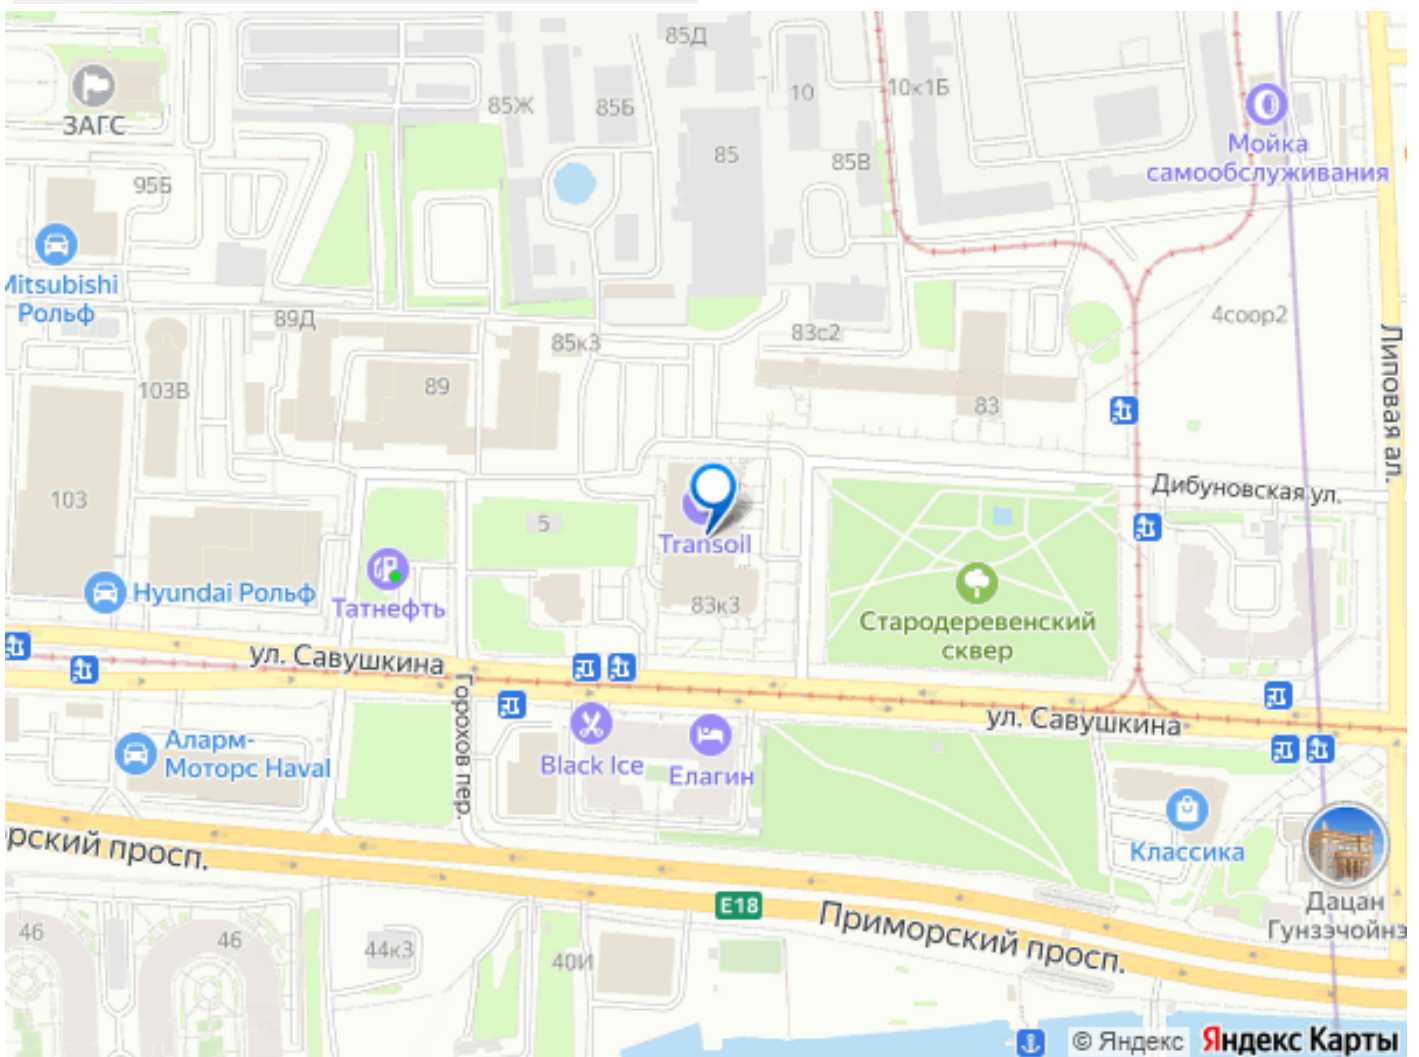 85Д
ЗАГС
85Ж
85Б
10
10к1Б
Мойка
самообслуживания
85
85В
95Б
Mitsubishi
Рольф
89Д
85к3
83с2
4соор2
Липовая ал.
103В
89
83
103
5
Transoil
Дибуновская ул.
Hyundai Рольф
Татнефть
83к3
Стародеревенский
сквер
ул. Савушкина
Горохов пер.
ул. Савушкина
Аларм-
Моторс Haval
Black Ice
Елагин
Классика
орский просп.
E18
Приморский просп.
Дацан
Гунзэчойнэ
46
46
44к3
40И
© Яндекс
Яндекс Карты